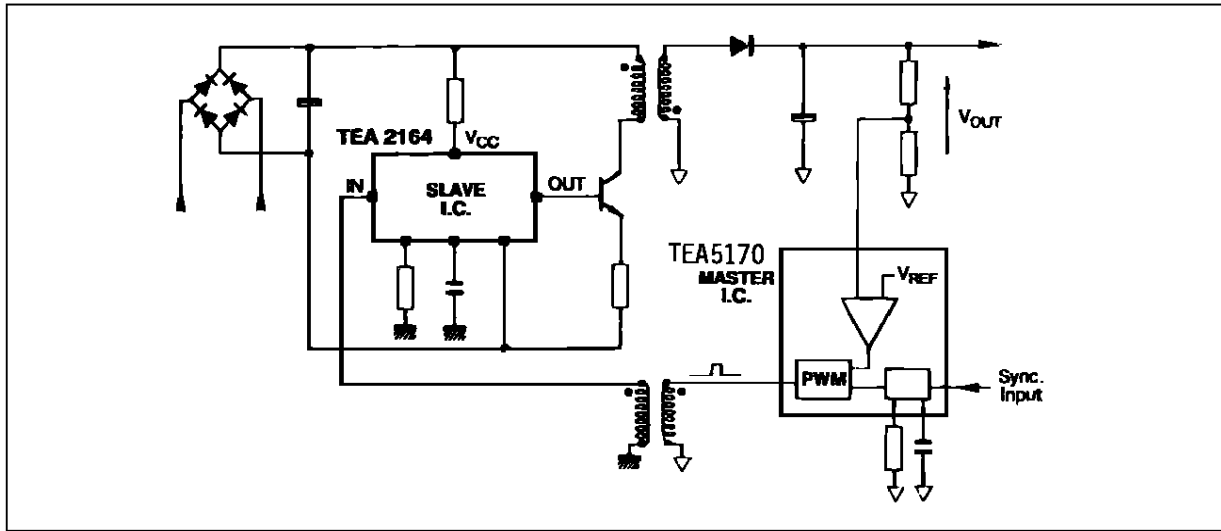 TEA 2164
VCC
IN
SLAVE
I.C.
OUT
VOUT
TEA5170
MASTER
I.C.
VREF
PWM
Sync.
Input